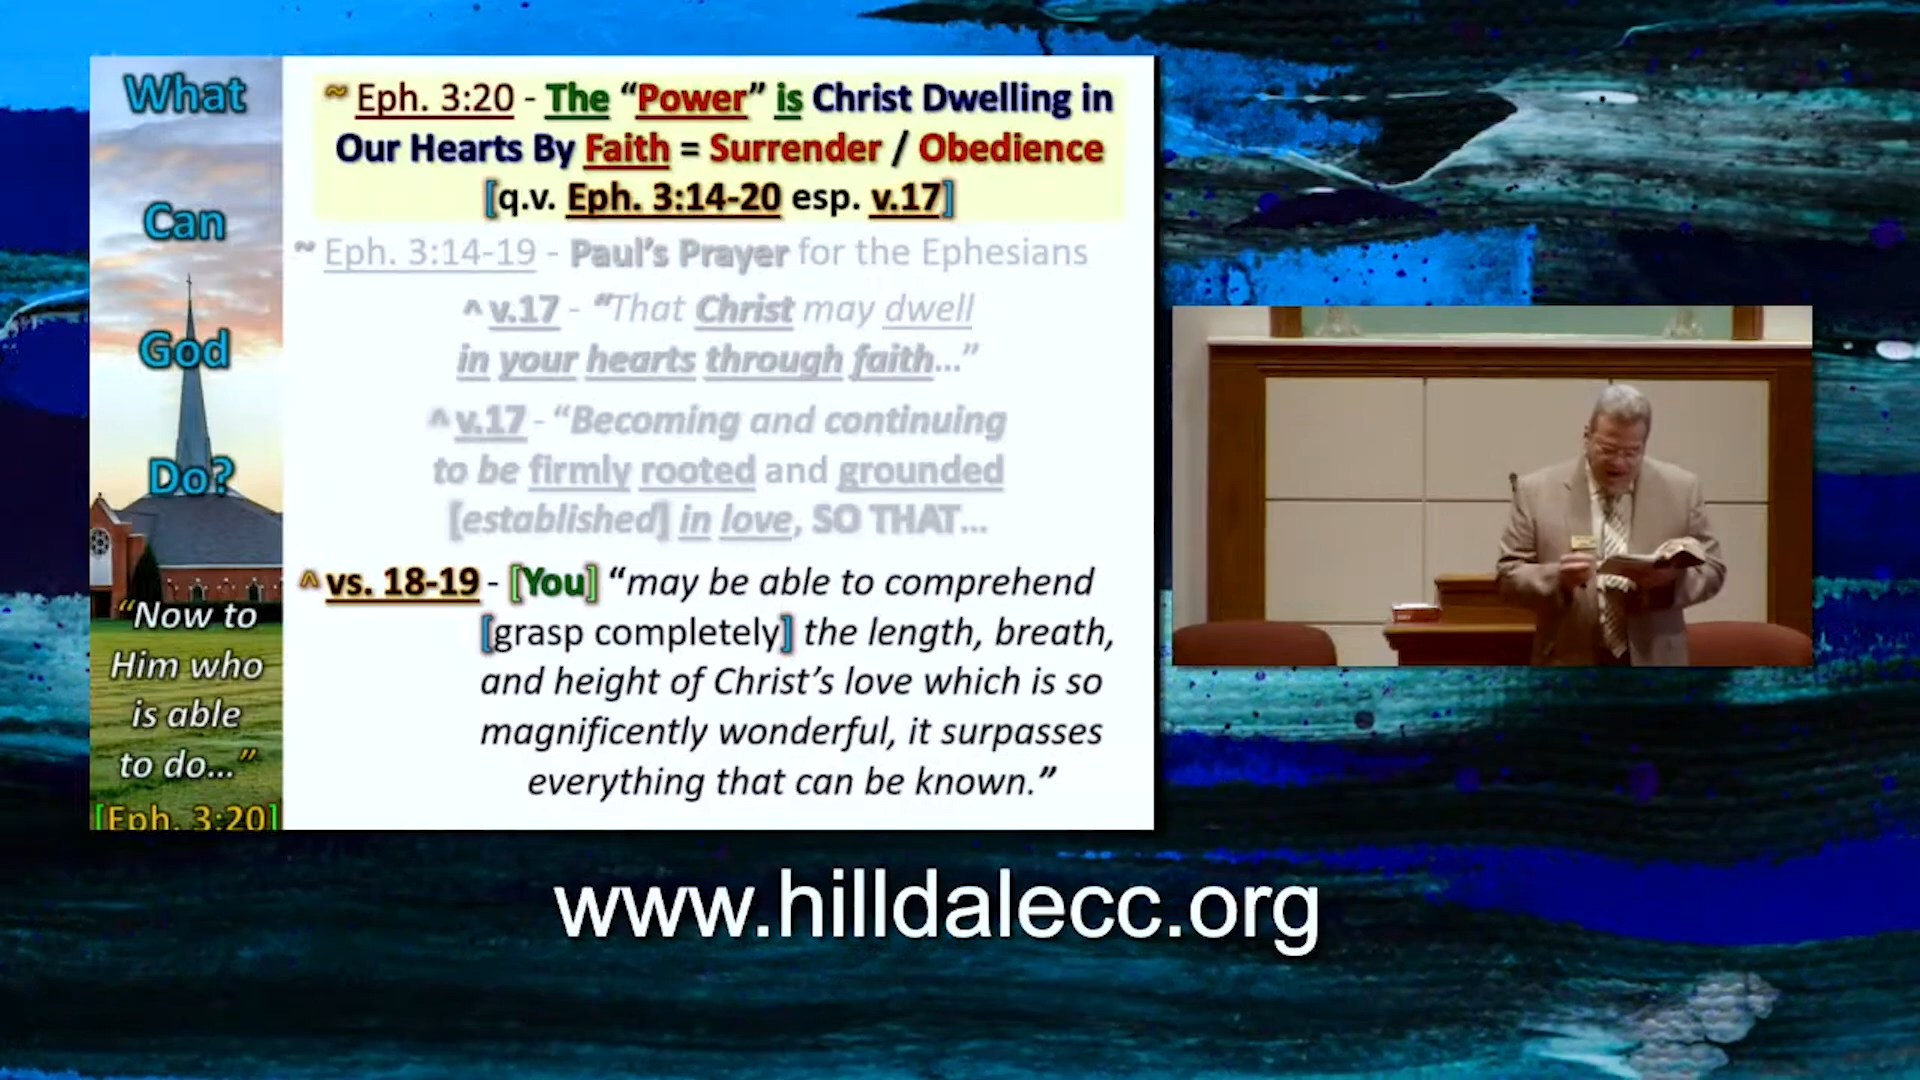 What
Can
God
Do?
“Now to
Him who
is able
to do...”
[Eph. 3:20]
~ Eph. 3:20 - The “Power” is Christ Dwelling in
Our Hearts By Faith = Surrender / Obedience
[q.v. Eph. 3:14-20 esp. v.17]
~ Eph. 3:14-19 - Paul’s Prayer for the Ephesians
^ v.17 - “That Christ may dwell
in your hearts through faith...”
^ v.17 - “Becoming and continuing
to be firmly rooted and grounded
[established] in love, SO THAT...
^ vs. 18-19 - [You] “may be able to comprehend
[grasp completely] the length, breath,
and height of Christ’s love which is so
magnificently wonderful, it surpasses
everything that can be known.”
www.hilldalecc.org